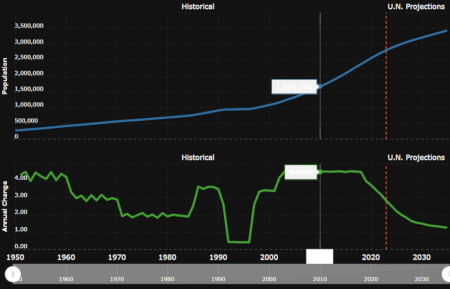 Historical
U.N. Projections
3,500,000
3,000,000
2,500,000
2,000,000
1,500,000
1,000,000
500,000
0
Population
Historical
U.N. Projections
4.00
3.00
2.00
1.00
0.00
Annual Change
1950 1960 1970 1980 1990 2000 2020 2030
1960 1970 1980 1990 2000 2010 2020 2030